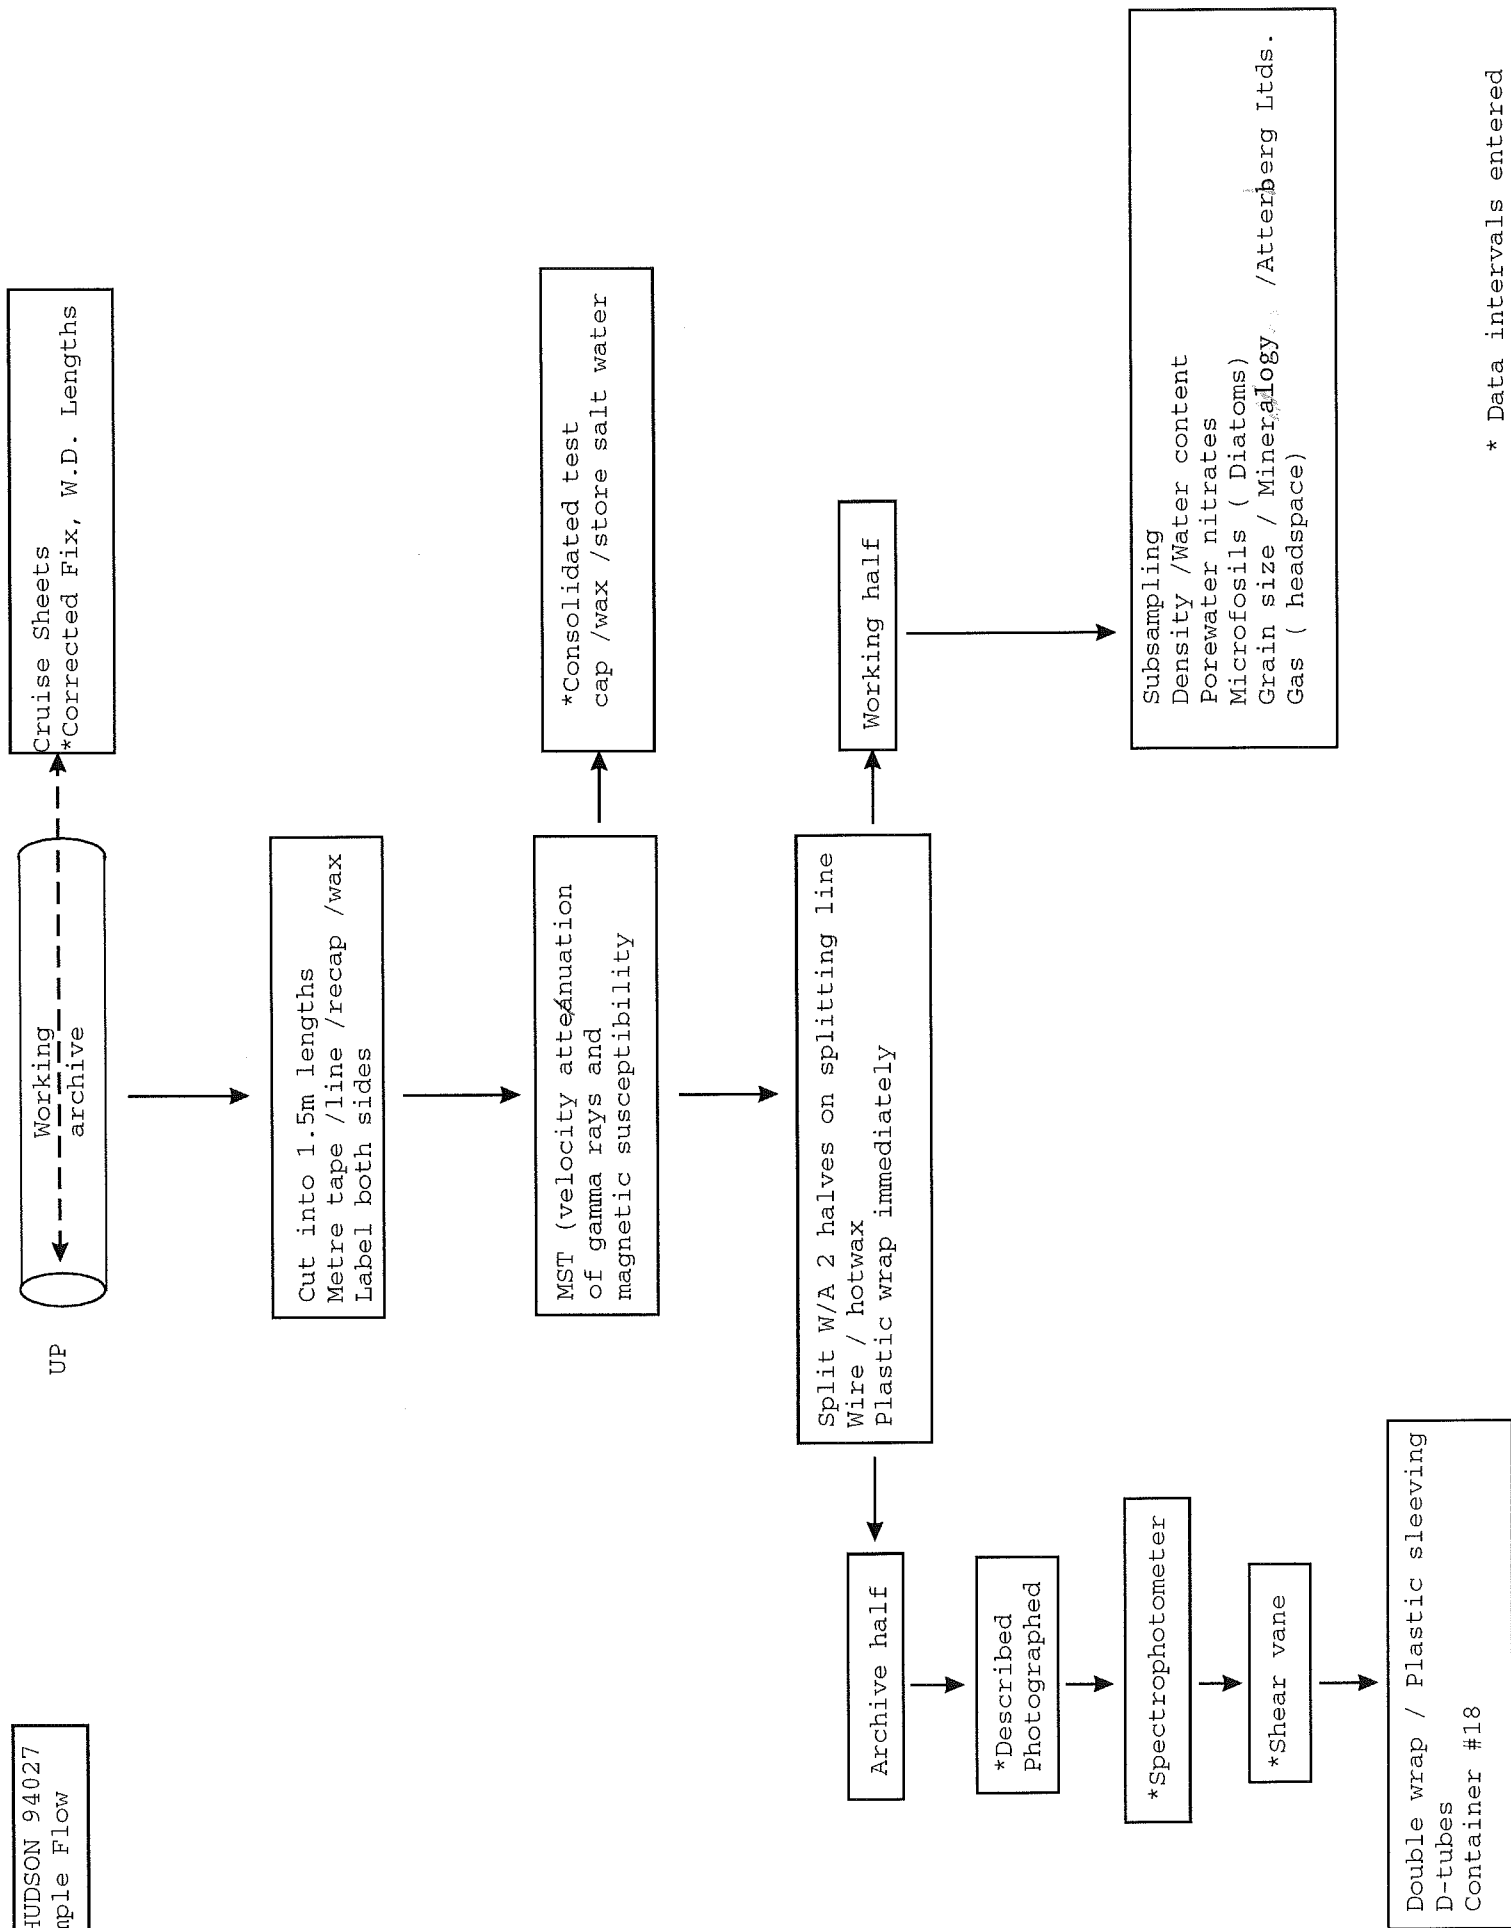 HUDSON 94027
mple Flow
UP
Working
archive
Cruise Sheets
*Corrected Fix, W.D. Lengths
Cut into 1.5m lengths
Metre tape /line /recap /wax
Label both sides
MST (velocity atteánuation
of gamma rays and
magnetic susceptibility
*Consolidated test
cap /wax /store salt water
Split W/A 2 halves on splitting line
Wire / hotwax
Plastic wrap immediately
Archive half
*Described
Photographed
*Spectrophotometer
*Shear vane
Double wrap / Plastic sleeving
D-tubes
Container #18
Working half
Subsampling
Density /Water content
Porewater nitrates
Microfosils ( Diatoms)
Grain size / Mineralogy /Atterberg Ltds.
Gas ( headspace)
* Data intervals entered